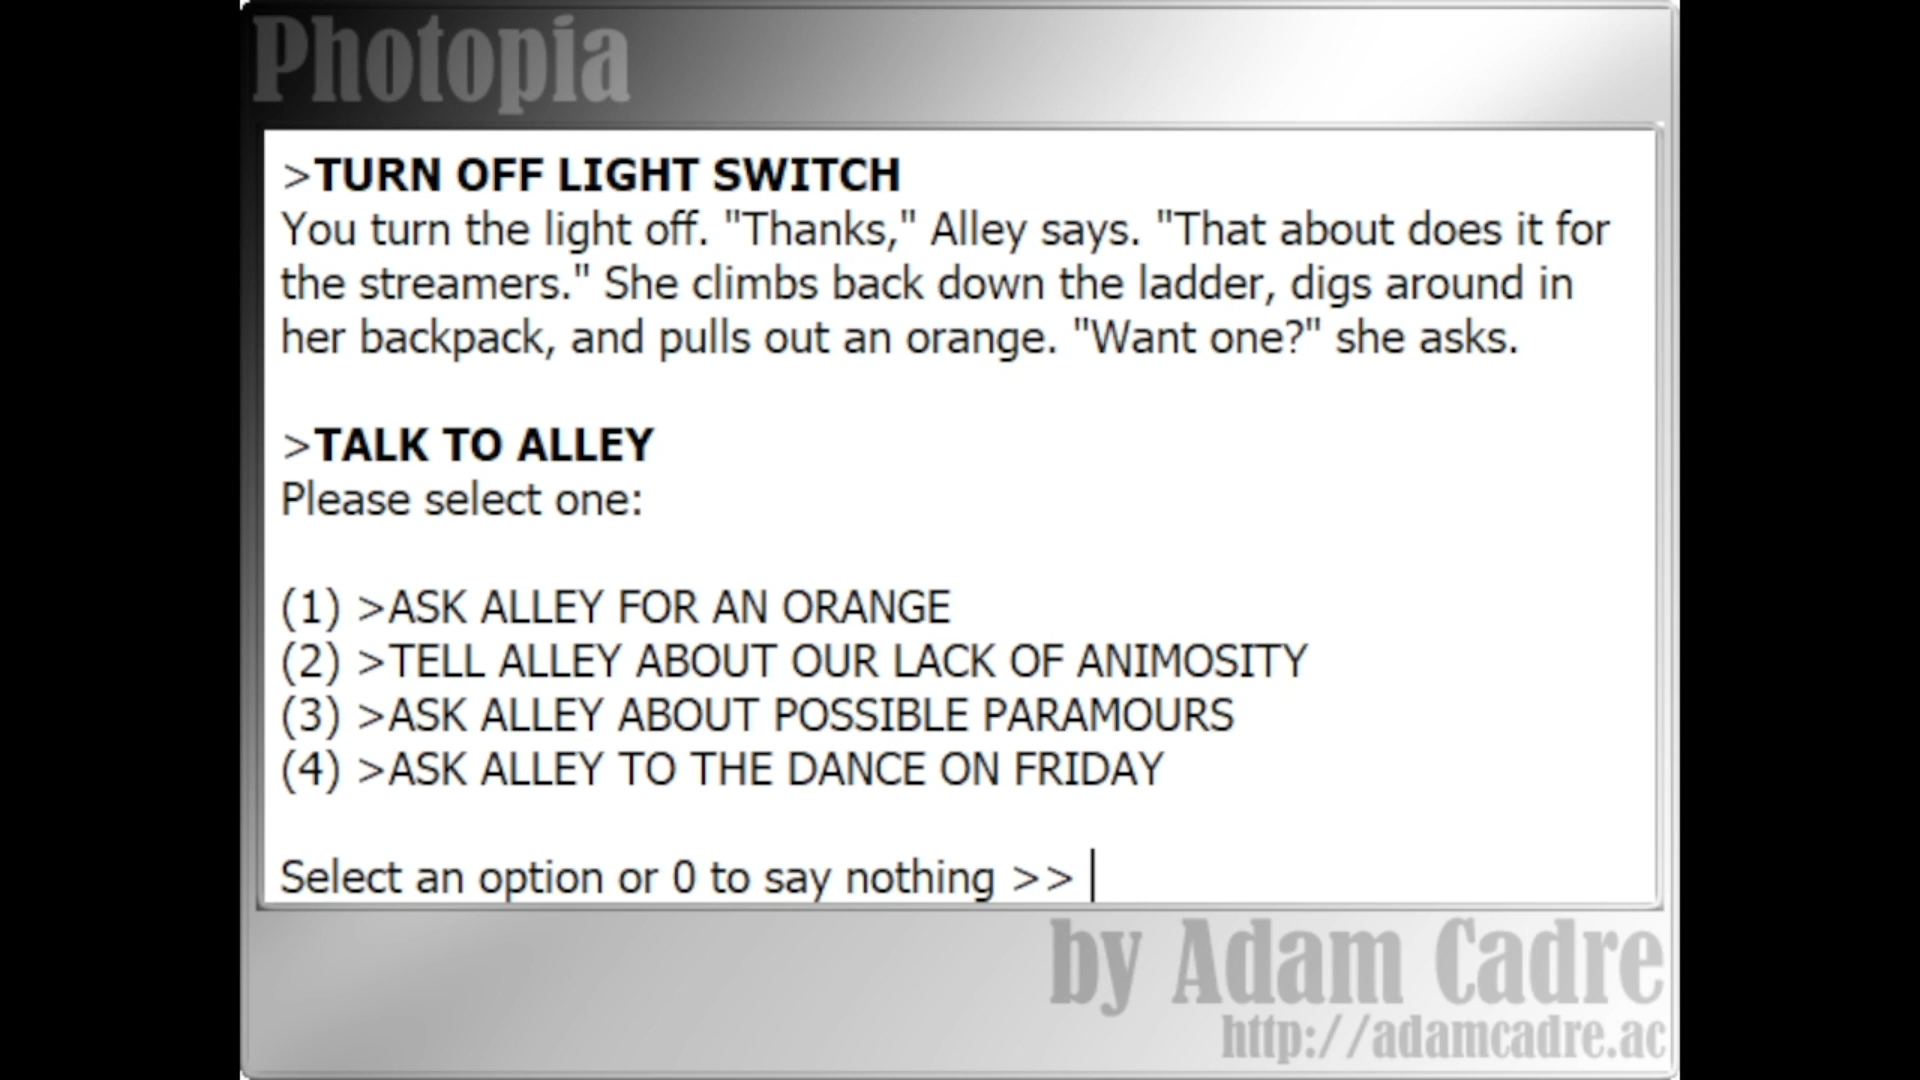 Photopia
>TURN OFF LIGHT SWITCH
You turn the light off. "Thanks," Alley says. "That about does it for
the streamers." She climbs back down the ladder, digs around in
her backpack, and pulls out an orange. "Want one?" she asks.
>TALK TO ALLEY
Please select one:
(1) >ASK ALLEY FOR AN ORANGE
(2) >TELL ALLEY ABOUT OUR LACK OF ANIMOSITY
(3) >ASK ALLEY ABOUT POSSIBLE PARAMOURS
(4) >ASK ALLEY TO THE DANCE ON FRIDAY
Select an option or 0 to say nothing >>
by Adam Cadre
http://adamcadre.ac